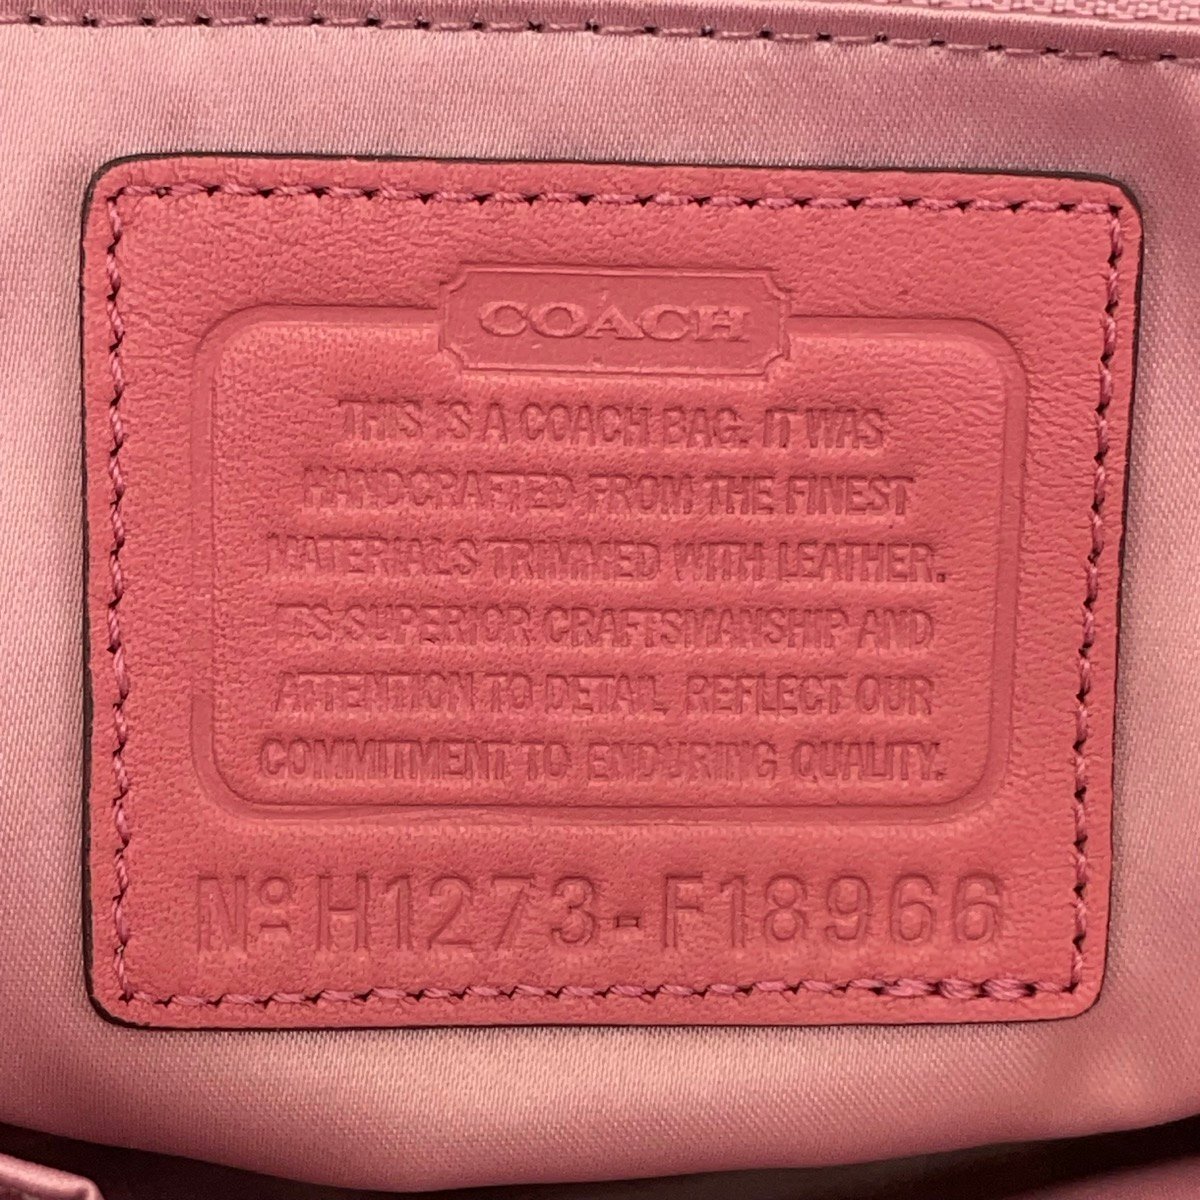 COACH
THIS IS A COACH BAG. IT WAS
HANDCRAFTED FROM THE FINEST
MATERIALS TRIMMED WITH LEATHER.
ITS SUPERIOR CRAFTSMANSHIP AND
ATTENTION TO DETAIL REFLECT OUR
COMMITMENT TO ENDURING QUALITY.
Nº H1273-F18966